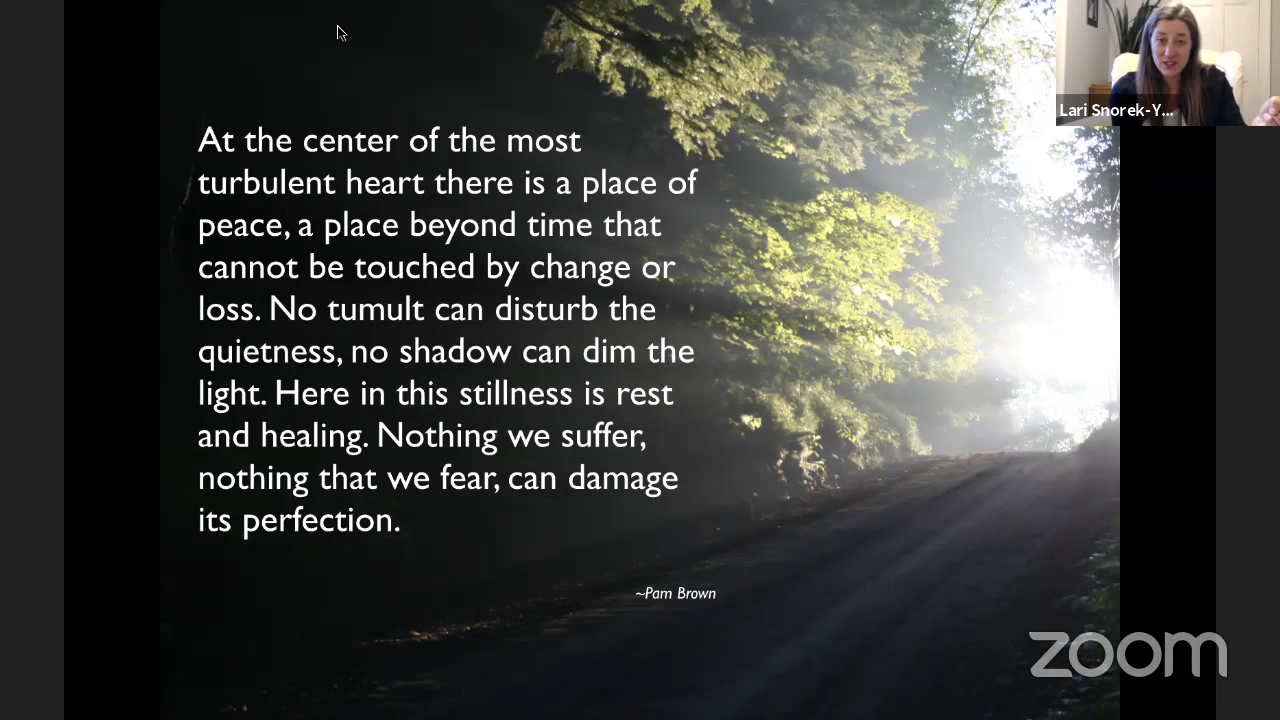 At the center of the most
turbulent heart there is a place of
peace, a place beyond time that
cannot be touched by change or
loss. No tumult can disturb the
quietness, no shadow can dim the
light. Here in this stillness is rest
and healing. Nothing we suffer,
nothing that we fear, can damage
its perfection.
~Pam Brown
Lari Snorek-Y...
zoom